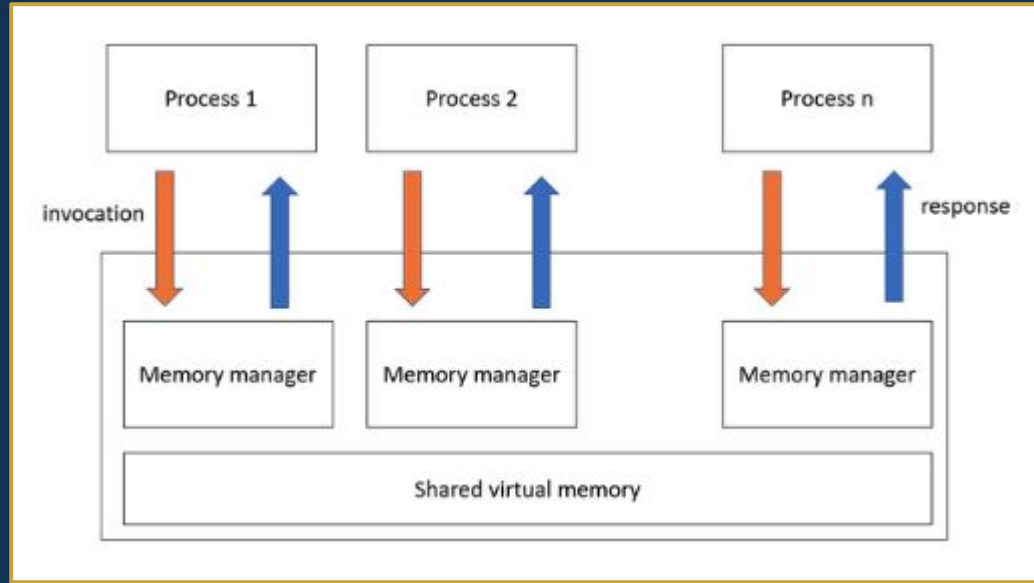 Process 1
Process 2
Process n
invocation
response
Memory manager
Memory manager
Memory manager
Shared virtual memory